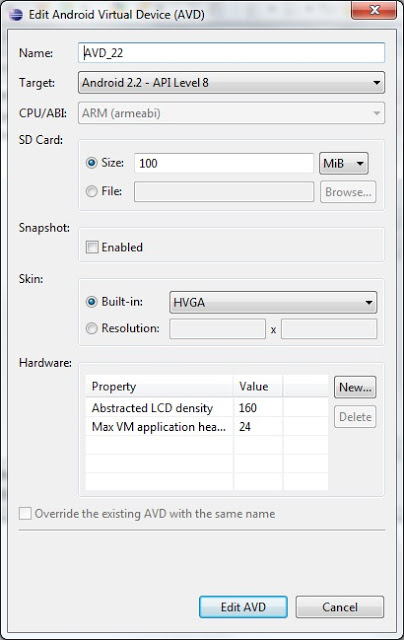 Edit Android Virtual Device (AVD)
Name: AVD_22
Target: Android 2.2 - API Level 8
CPU/ABI: ARM (armeabi)
SD Card:
Size: 100 MiB
File: Browse...
Snapshot:
Enabled
Skin:
Built-in: HVGA
Resolution: x
Hardware:
Property Value New...
Abstracted LCD density 160
Delete
Max VM application hea... 24
Override the existing AVD with the same name
Edit AVD Cancel